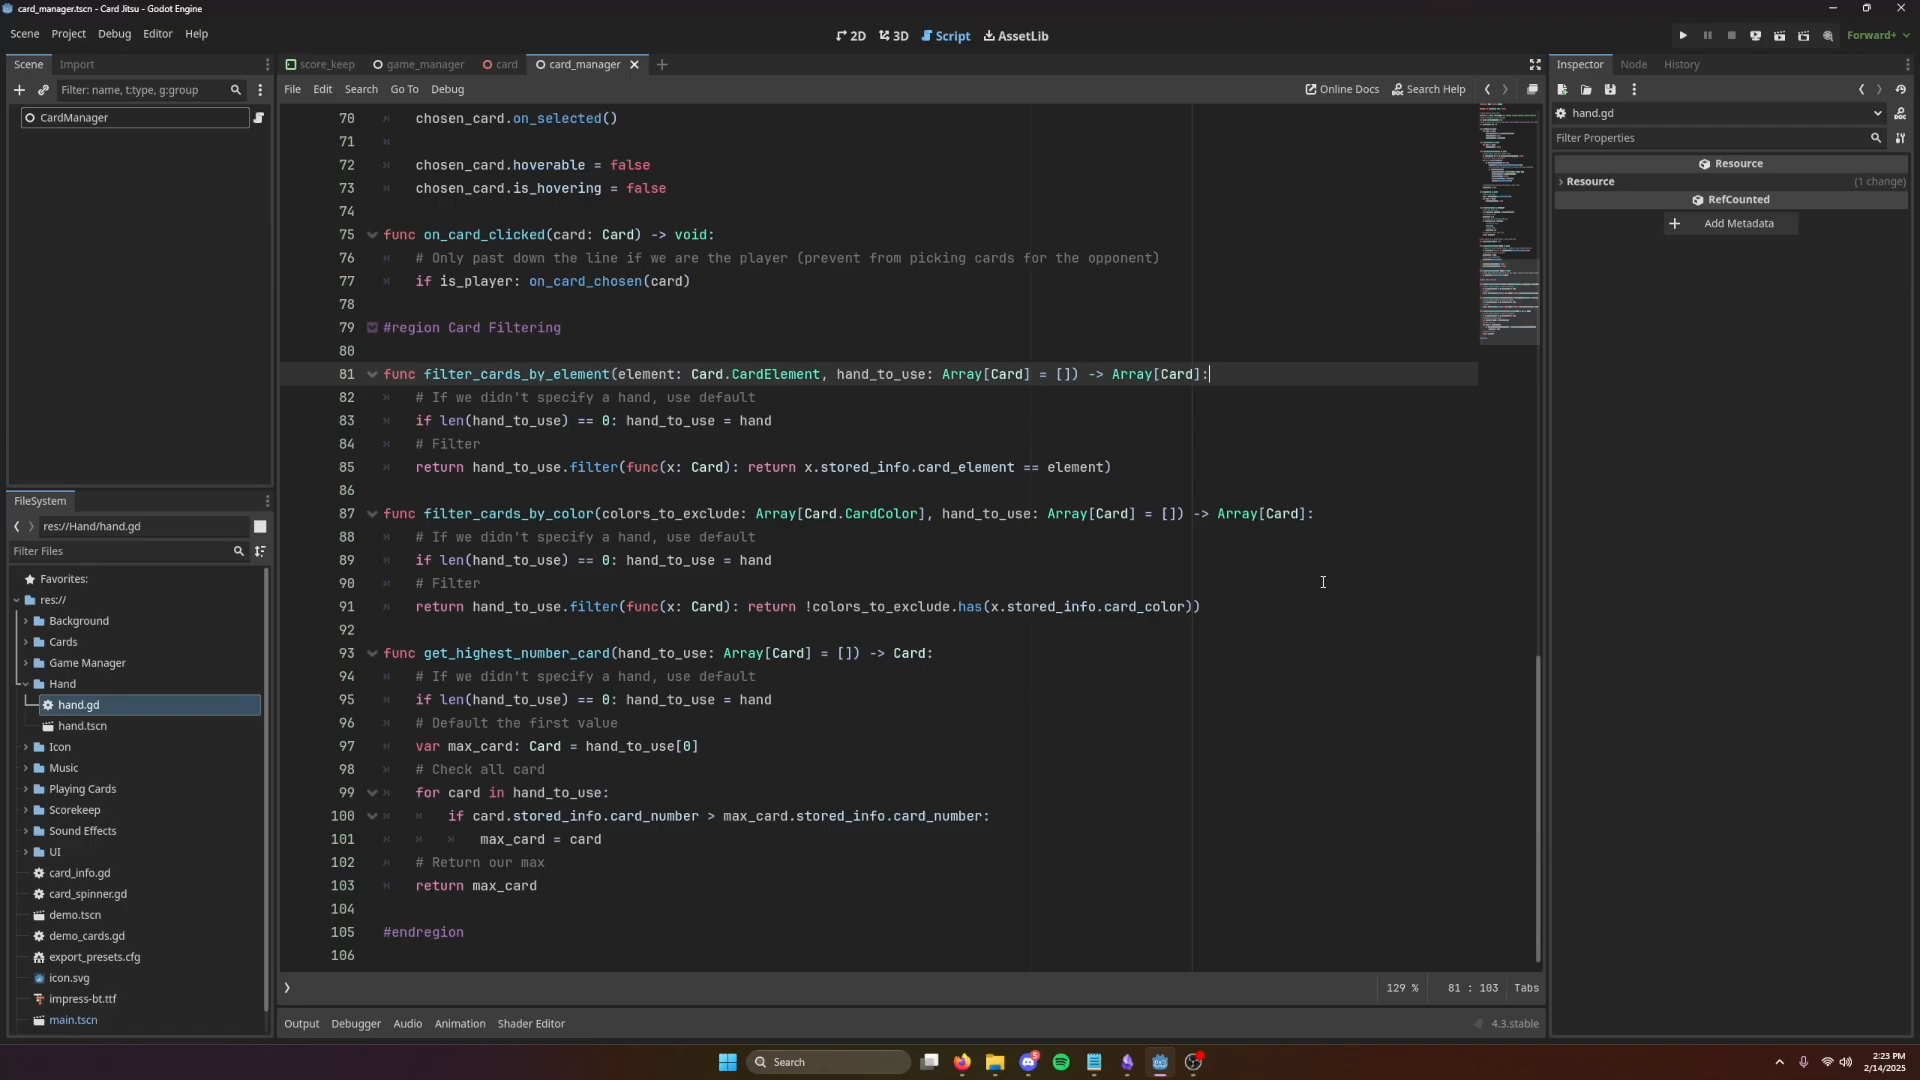 card_manager.tscn - Card Jitsu - Godot Engine
Scene Project Debug Editor Help
2D 3D Script AssetLib
Forward+
Scene Import
score_keep game_manager card card_manager
Inspector Node History
Filter: name, t:type, g:group
File Edit Search Go To Debug
Online Docs Search Help
CardManager
hand.gd
Filter Properties
Resource
Resource (1 change)
RefCounted
Add Metadata
70 chosen_card.on_selected()
71
72 chosen_card.hoverable = false
73 chosen_card.is_hovering = false
74
75 func on_card_clicked(card: Card) -> void:
76 # Only past down the line if we are the player (prevent from picking cards for the opponent)
77 if is_player: on_card_chosen(card)
78
79 #region Card Filtering
80
81 func filter_cards_by_element(element: Card.CardElement, hand_to_use: Array[Card] = []) -> Array[Card]:
82 # If we didn't specify a hand, use default
83 if len(hand_to_use) == 0: hand_to_use = hand
84 # Filter
85 return hand_to_use.filter(func(x: Card): return x.stored_info.card_element == element)
86
87 func filter_cards_by_color(colors_to_exclude: Array[Card.CardColor], hand_to_use: Array[Card] = []) -> Array[Card]:
88 # If we didn't specify a hand, use default
89 if len(hand_to_use) == 0: hand_to_use = hand
90 # Filter
91 return hand_to_use.filter(func(x: Card): return !colors_to_exclude.has(x.stored_info.card_color))
92
93 func get_highest_number_card(hand_to_use: Array[Card] = []) -> Card:
94 # If we didn't specify a hand, use default
95 if len(hand_to_use) == 0: hand_to_use = hand
96 # Default the first value
97 var max_card: Card = hand_to_use[0]
98 # Check all card
99 for card in hand_to_use:
100 if card.stored_info.card_number > max_card.stored_info.card_number:
101 max_card = card
102 # Return our max
103 return max_card
104
105 #endregion
106
FileSystem
res://Hand/hand.gd
Filter Files
Favorites:
res://
Background
Cards
Game Manager
Hand
hand.gd
hand.tscn
Icon
Music
Playing Cards
Scorekeep
Sound Effects
UI
card_info.gd
card_spinner.gd
demo.tscn
demo_cards.gd
export_presets.cfg
icon.svg
impress-bt.ttf
main.tscn
129 % 81 : 103 Tabs
Output Debugger Audio Animation Shader Editor
4.3.stable
Search
2:23 PM
2/14/2025